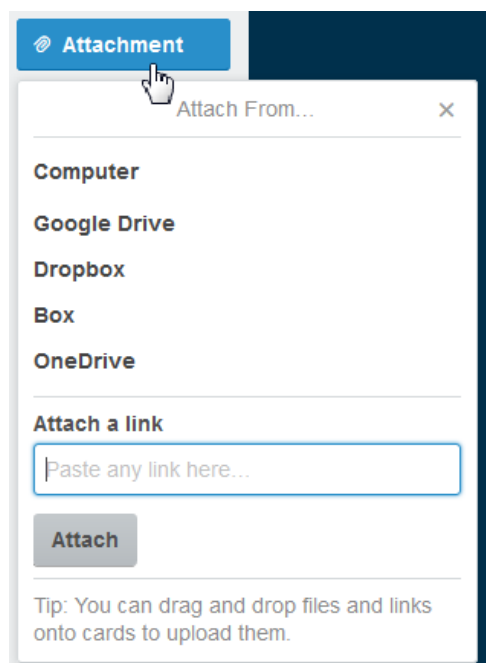 Attachment
Attach From...
Computer
Google Drive
Dropbox
Box
OneDrive
Attach a link
Paste any link here...
Attach
Tip: You can drag and drop files and links
onto cards to upload them.